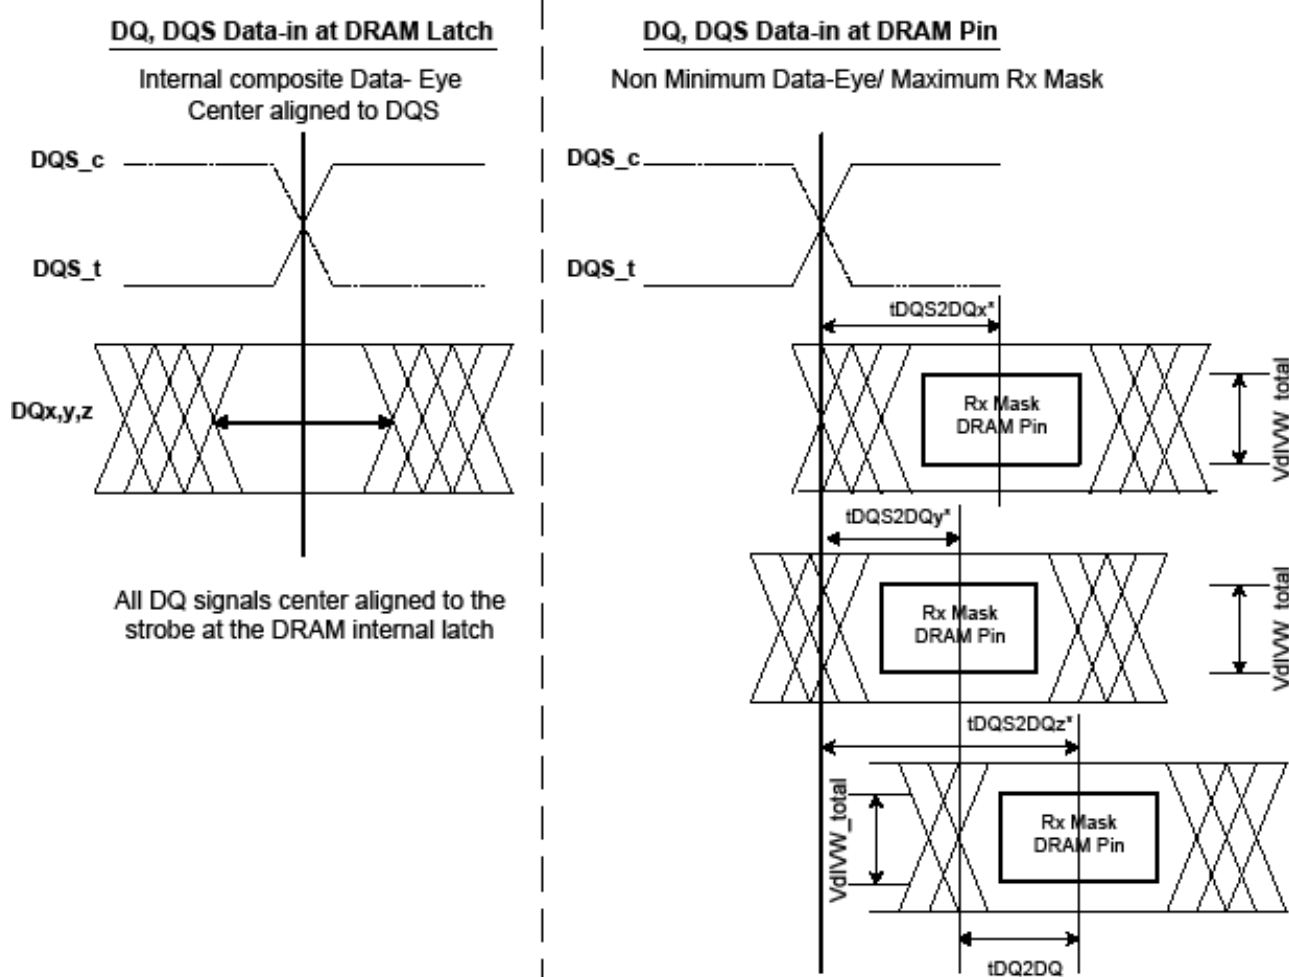 DQ, DQS Data-in at DRAM Latch
Internal composite Data- Eye
Center aligned to DQS
DQS_c
DQS_t
DQx,y,z
All DQ signals center aligned to the
strobe at the DRAM internal latch
DQ, DQS Data-in at DRAM Pin
Non Minimum Data-Eye/ Maximum Rx Mask
DQS_c
DQS_t
tDQS2DQx*
Rx Mask
DRAM Pin
VdIVW_total
tDQS2DQy*
Rx Mask
DRAM Pin
VdIVW_total
tDQS2DQz*
VdIVW_total
Rx Mask
DRAM Pin
tDQ2DQ